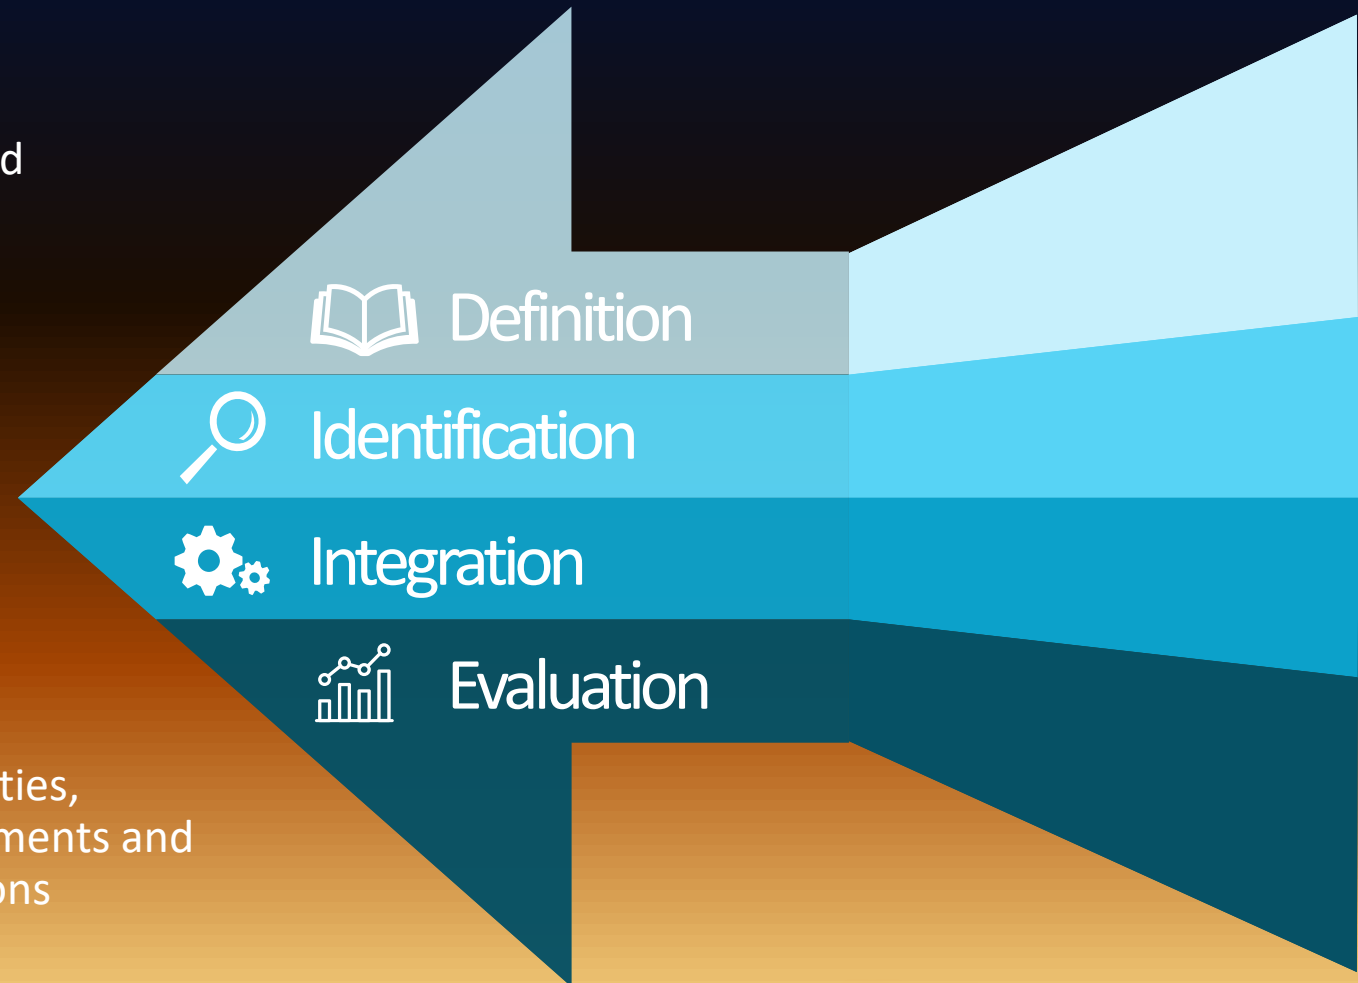 d
Definition
Identification
Integration
Evaluation
ties,
ments and
ons